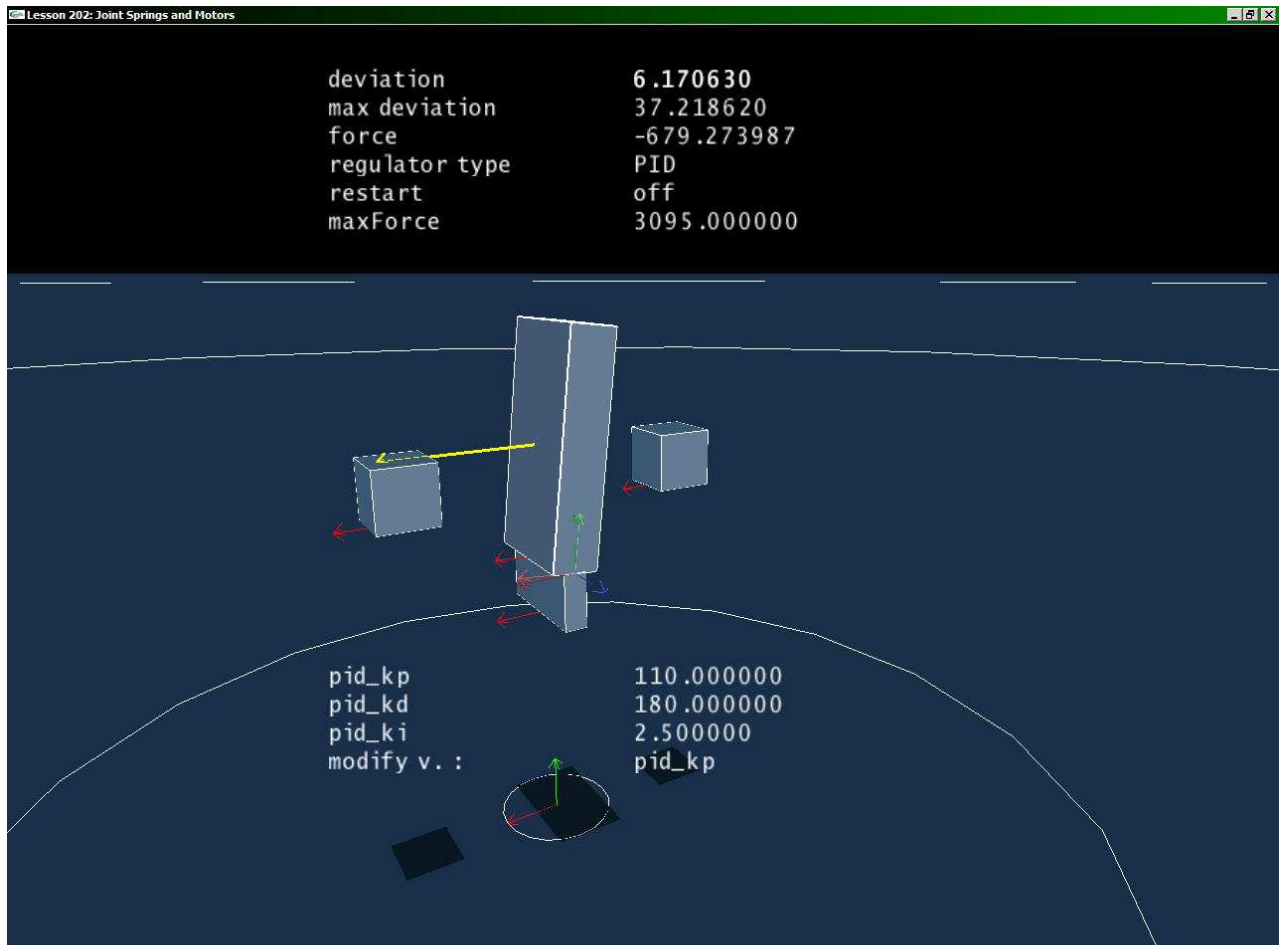 Lesson 202: Joint Springs and Motors
deviation 6.170630
max deviation 37.218620
force -679.273987
regulator type PID
restart off
maxForce 3095.000000
pid_kp 110.000000
pid_kd 180.000000
pid_ki 2.500000
modify v. : pid_kp